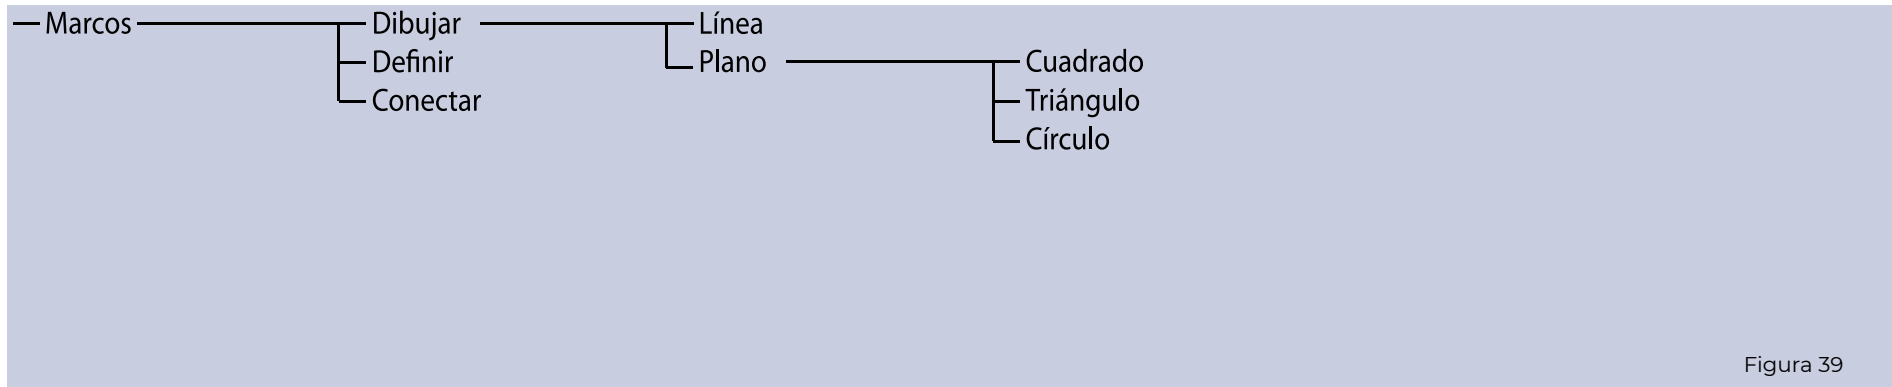 Marcos Dibujar Línea
Definir Plano Cuadrado
Conectar Triángulo
Círculo
Figura 39